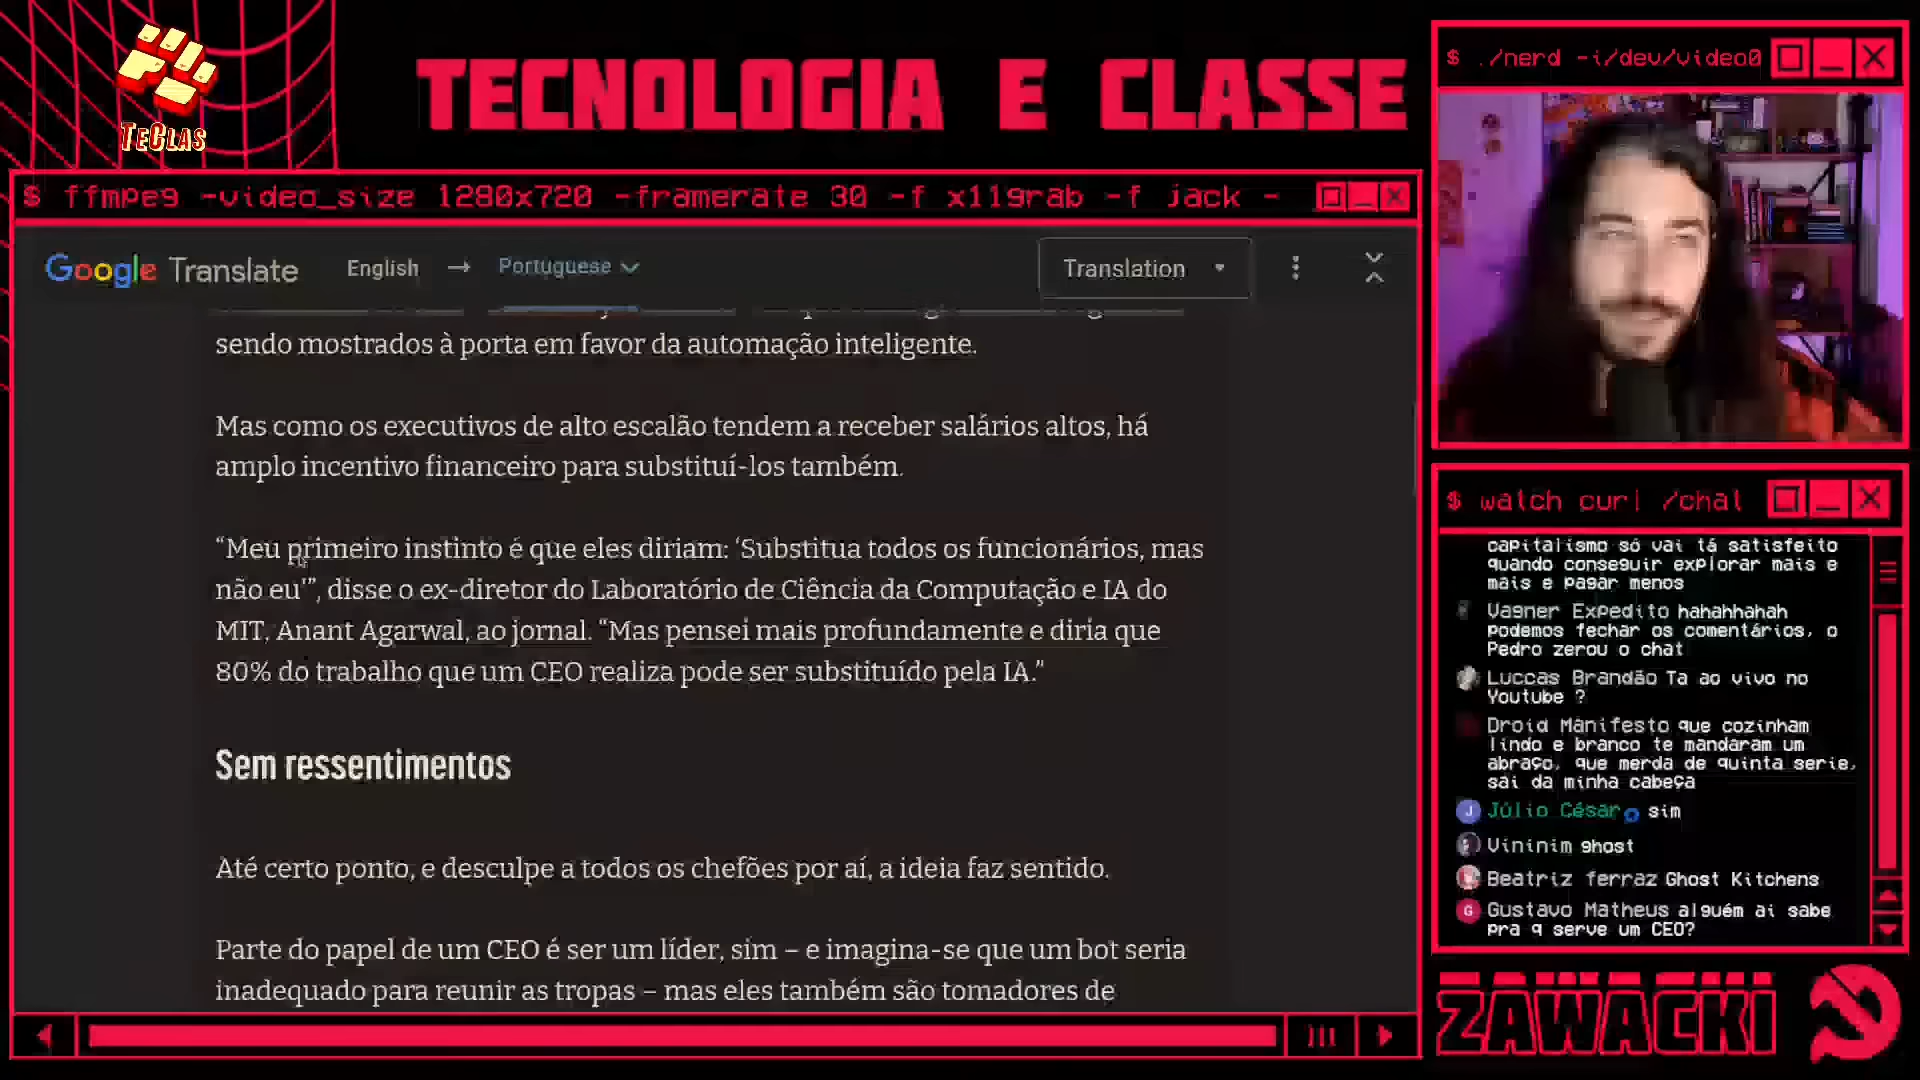 TECLAS
TECNOLOGIA E CLASSE
$ ./nerd -i/dev/video0
$ ffmpeg -video_size 1280x720 -framerate 30 -f x11grab -f jack -
Google Translate English → Portuguese Translation
sendo mostrados à porta em favor da automação inteligente.
Mas como os executivos de alto escalão tendem a receber salários altos, há
amplo incentivo financeiro para substituí-los também.
“Meu primeiro instinto é que eles diriam: ‘Substitua todos os funcionários, mas
não eu'”, disse o ex-diretor do Laboratório de Ciência da Computação e IA do
MIT, Anant Agarwal, ao jornal. “Mas pensei mais profundamente e diria que
80% do trabalho que um CEO realiza pode ser substituído pela IA.”
Sem ressentimentos
Até certo ponto, e desculpe a todos os chefões por aí, a ideia faz sentido.
Parte do papel de um CEO é ser um líder, sim – e imagina-se que um bot seria
inadequado para reunir as tropas – mas eles também são tomadores de
$ watch curl /chat
capitalismo só vai tá satisfeito
quando conseguir explorar mais e
mais e pagar menos
Vagner Expedito hahahhahah
podemos fechar os comentários, o
Pedro zerou o chat
Luccas Brandão Ta ao vivo no
Youtube ?
Droid Manifesto que cozinham
lindo e branco te mandaram um
abraço, que merda de quinta serie,
sai da minha cabeça
J Júlio César sim
Vininim ghost
Beatriz ferraz Ghost Kitchens
G Gustavo Matheus alguém ai sabe
pra q serve um CEO?
ZAWACKI